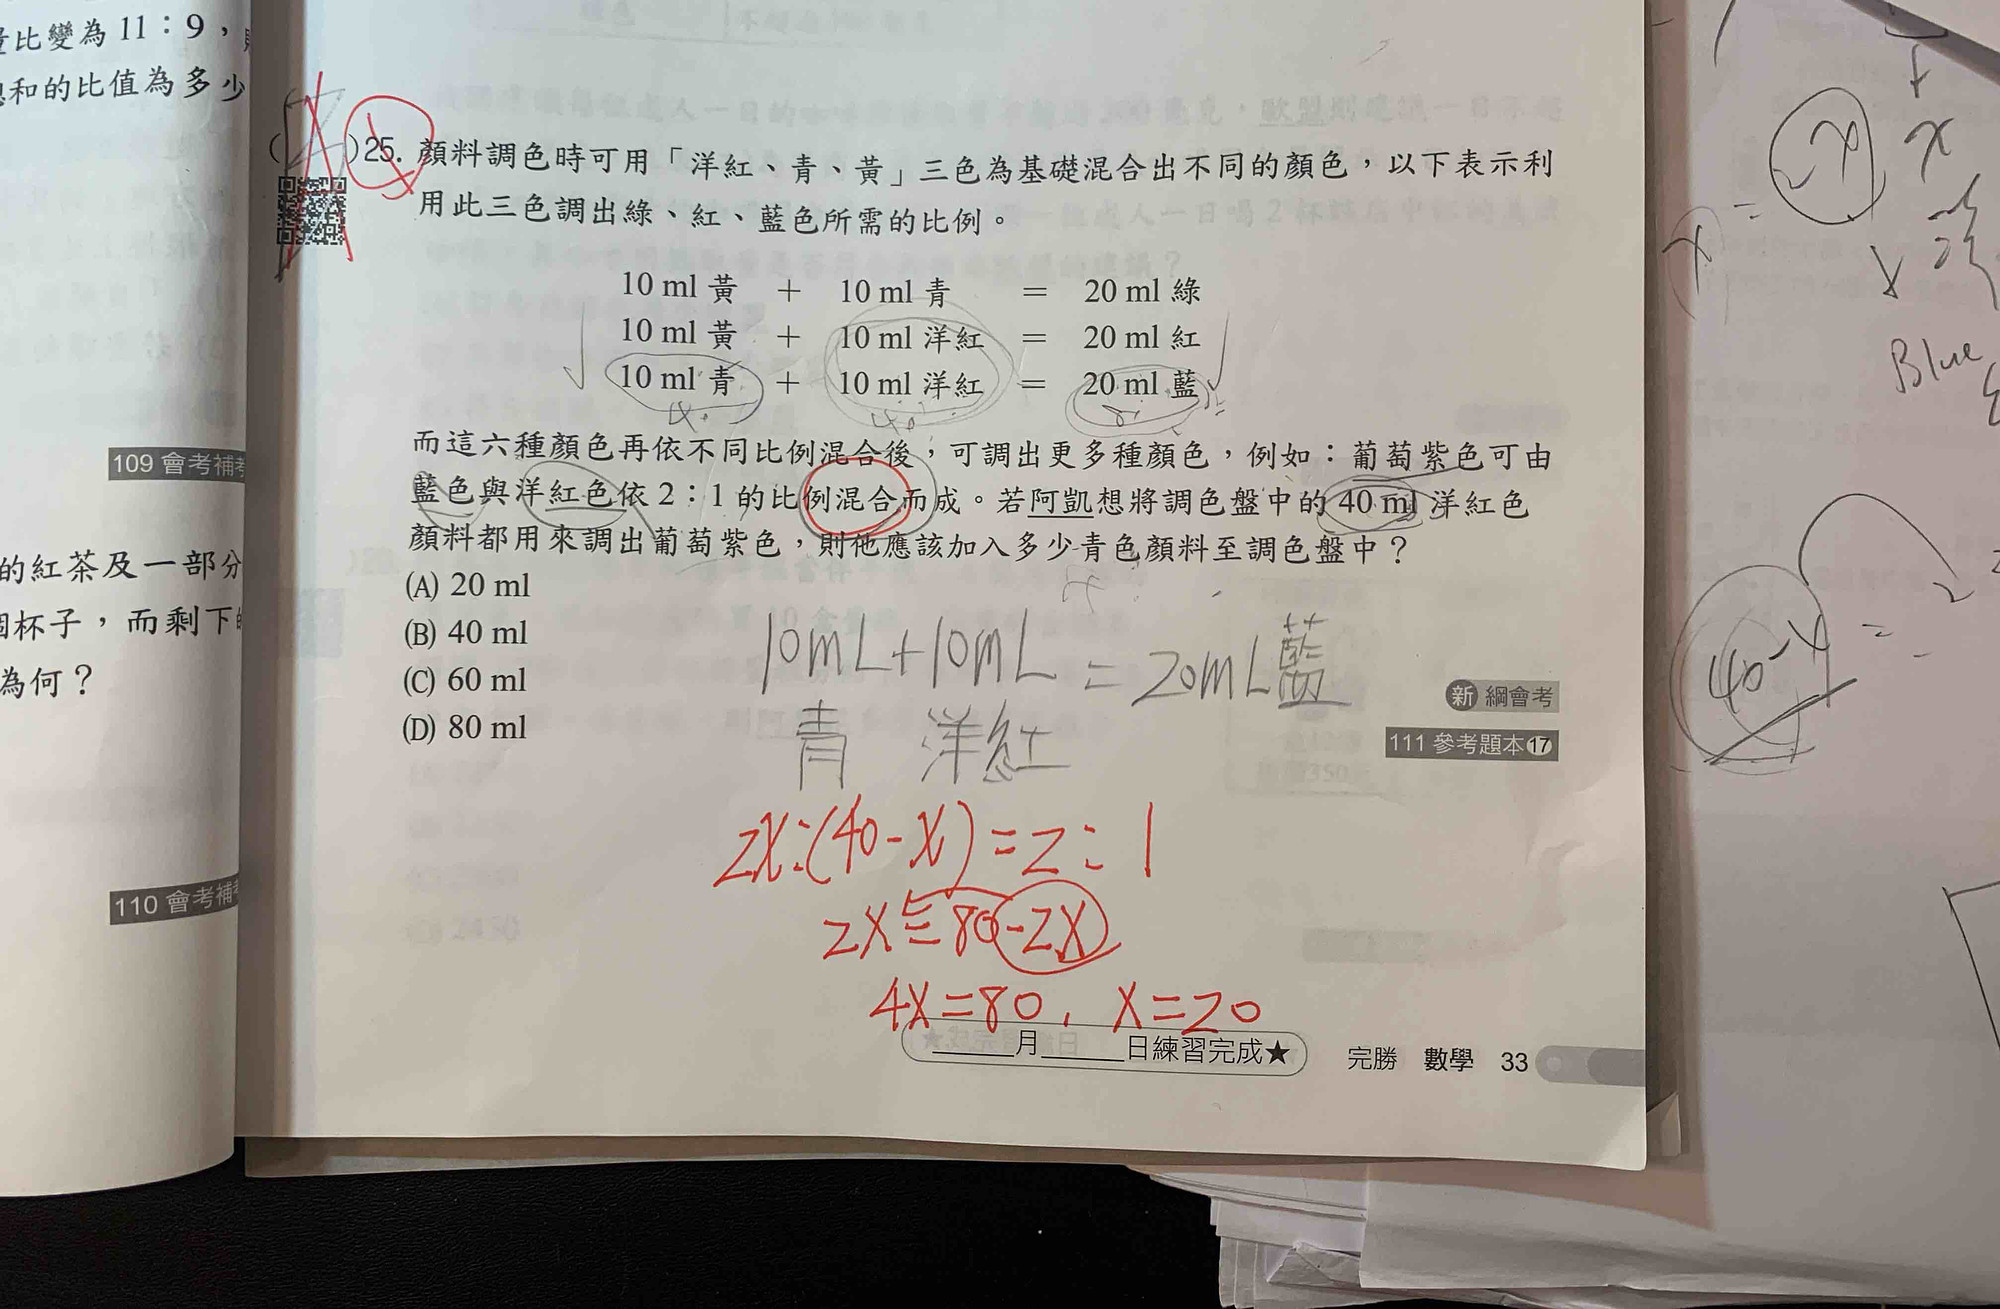 量比變為 11：9，
和的比值為多少
109 會考補考
的紅茶及一部分
個杯子，而剩下的
為何？
110 會考補考
( )25. 顏料調色時可用「洋紅、青、黃」三色為基礎混合出不同的顏色，以下表示利
用此三色調出綠、紅、藍色所需的比例。
10 ml 黃 + 10 ml 青 = 20 ml 綠
10 ml 黃 + 10 ml 洋紅 = 20 ml 紅
10 ml 青 + 10 ml 洋紅 = 20 ml 藍
而這六種顏色再依不同比例混合後，可調出更多種顏色，例如：葡萄紫色可由
藍色與洋紅色依 2：1 的比例混合而成。若阿凱想將調色盤中的 40 ml 洋紅色
顏料都用來調出葡萄紫色，則他應該加入多少青色顏料至調色盤中？
(A) 20 ml
(B) 40 ml
(C) 60 ml
(D) 80 ml
10mL+10mL=20mL藍
青 洋紅
新 綱會考
111 參考題本 17
2x:(40-x)=2:1
2x=80-2x
4x=80, x=20
月 日練習完成★
完勝 數學 33
x
Blue
40-x=